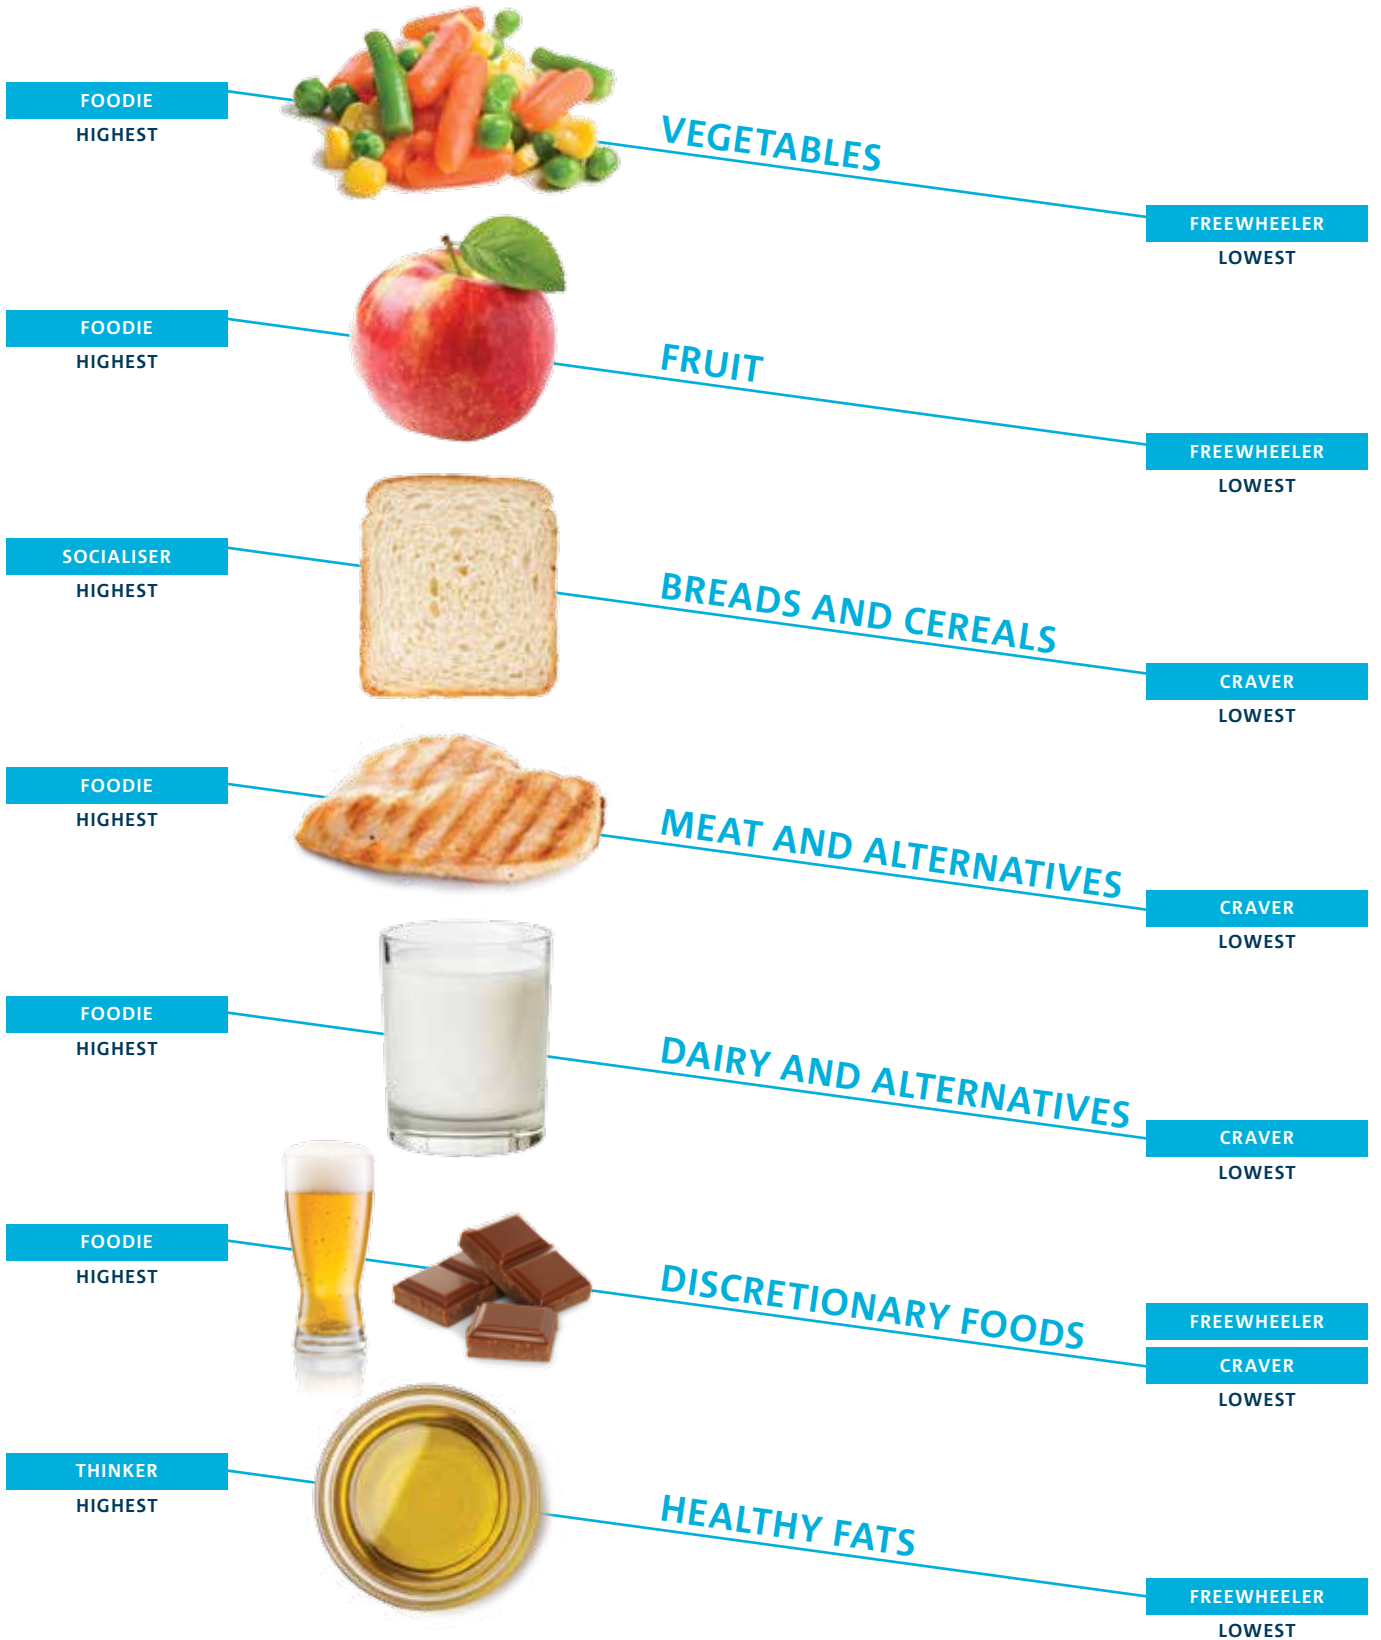 FOODIE
HIGHEST
VEGETABLES
FREEWHEELER
LOWEST
FOODIE
HIGHEST
FRUIT
FREEWHEELER
LOWEST
SOCIALISER
HIGHEST
BREADS AND CEREALS
CRAVER
LOWEST
FOODIE
HIGHEST
MEAT AND ALTERNATIVES
CRAVER
LOWEST
FOODIE
HIGHEST
DAIRY AND ALTERNATIVES
CRAVER
LOWEST
FOODIE
HIGHEST
DISCRETIONARY FOODS
FREEWHEELER
CRAVER
LOWEST
THINKER
HIGHEST
HEALTHY FATS
FREEWHEELER
LOWEST